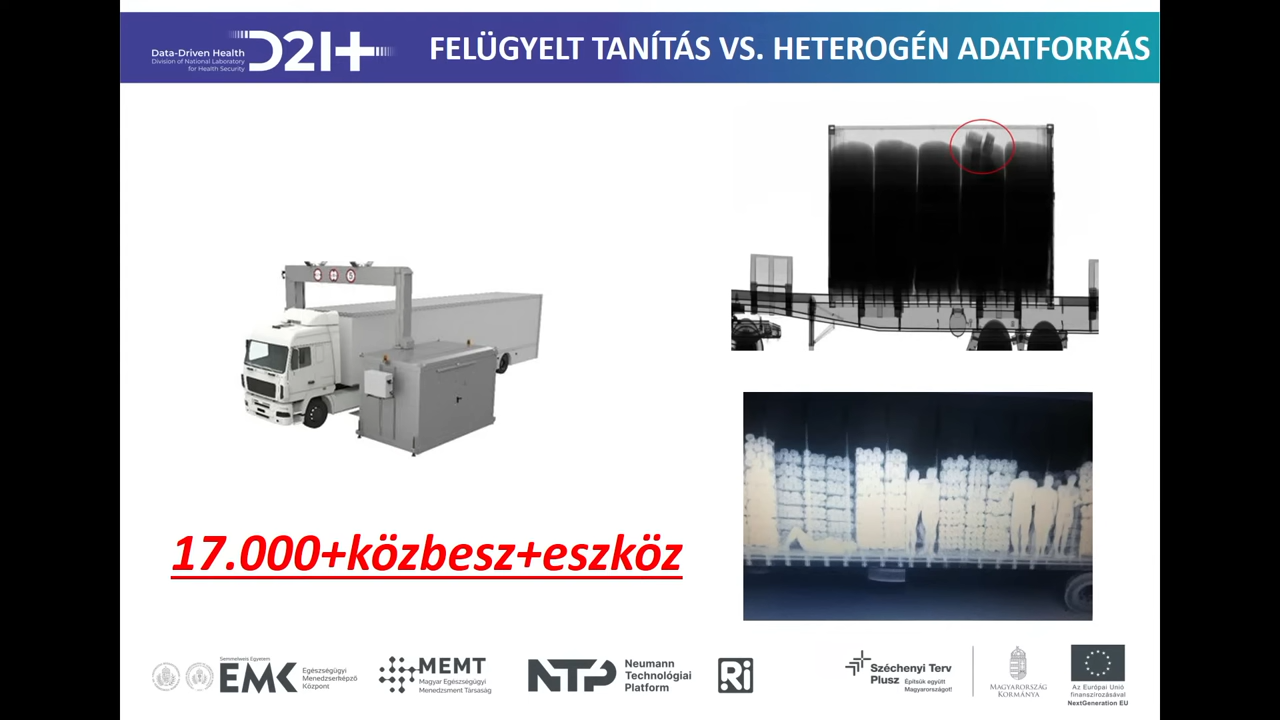 Data-Driven Health
Division of National Laboratory
for Health Security
D2H
FELÜGYELT TANÍTÁS VS. HETEROGÉN ADATFORRÁS
17.000+közbesz+eszköz
Semmelweis Egyetem
EMK
Egészségügyi
Menedzserképző
Központ
MEMT
Magyar Egészségügyi
Menedzsment Társaság
NTP
Neumann
Technológiai
Platform
Ri
Széchenyi Terv
Plusz
Építsük együtt
Magyarországot!
MAGYARORSZÁG
KORMÁNYA
Az Európai Unió
finanszírozásával
NextGeneration EU